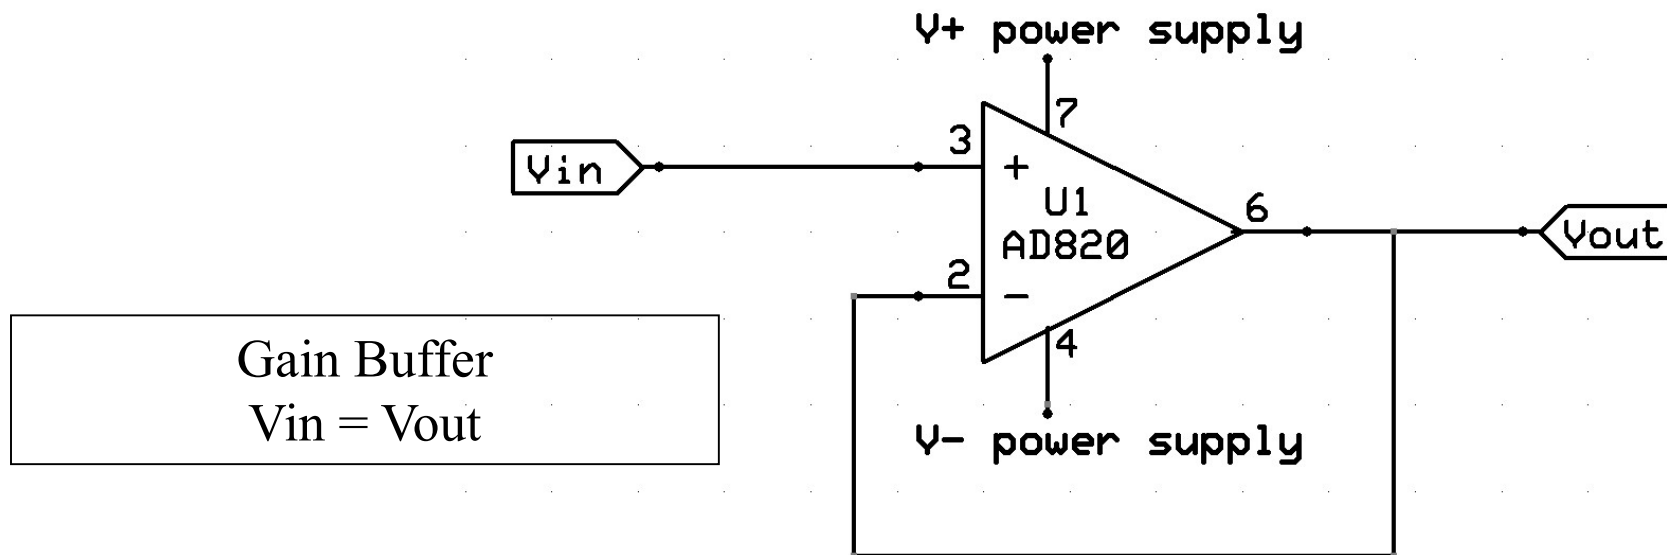 V+ power supply
7
3
Vin
+
U1
6
AD820
Vout
2
-
4
Gain Buffer
Vin = Vout
V- power supply